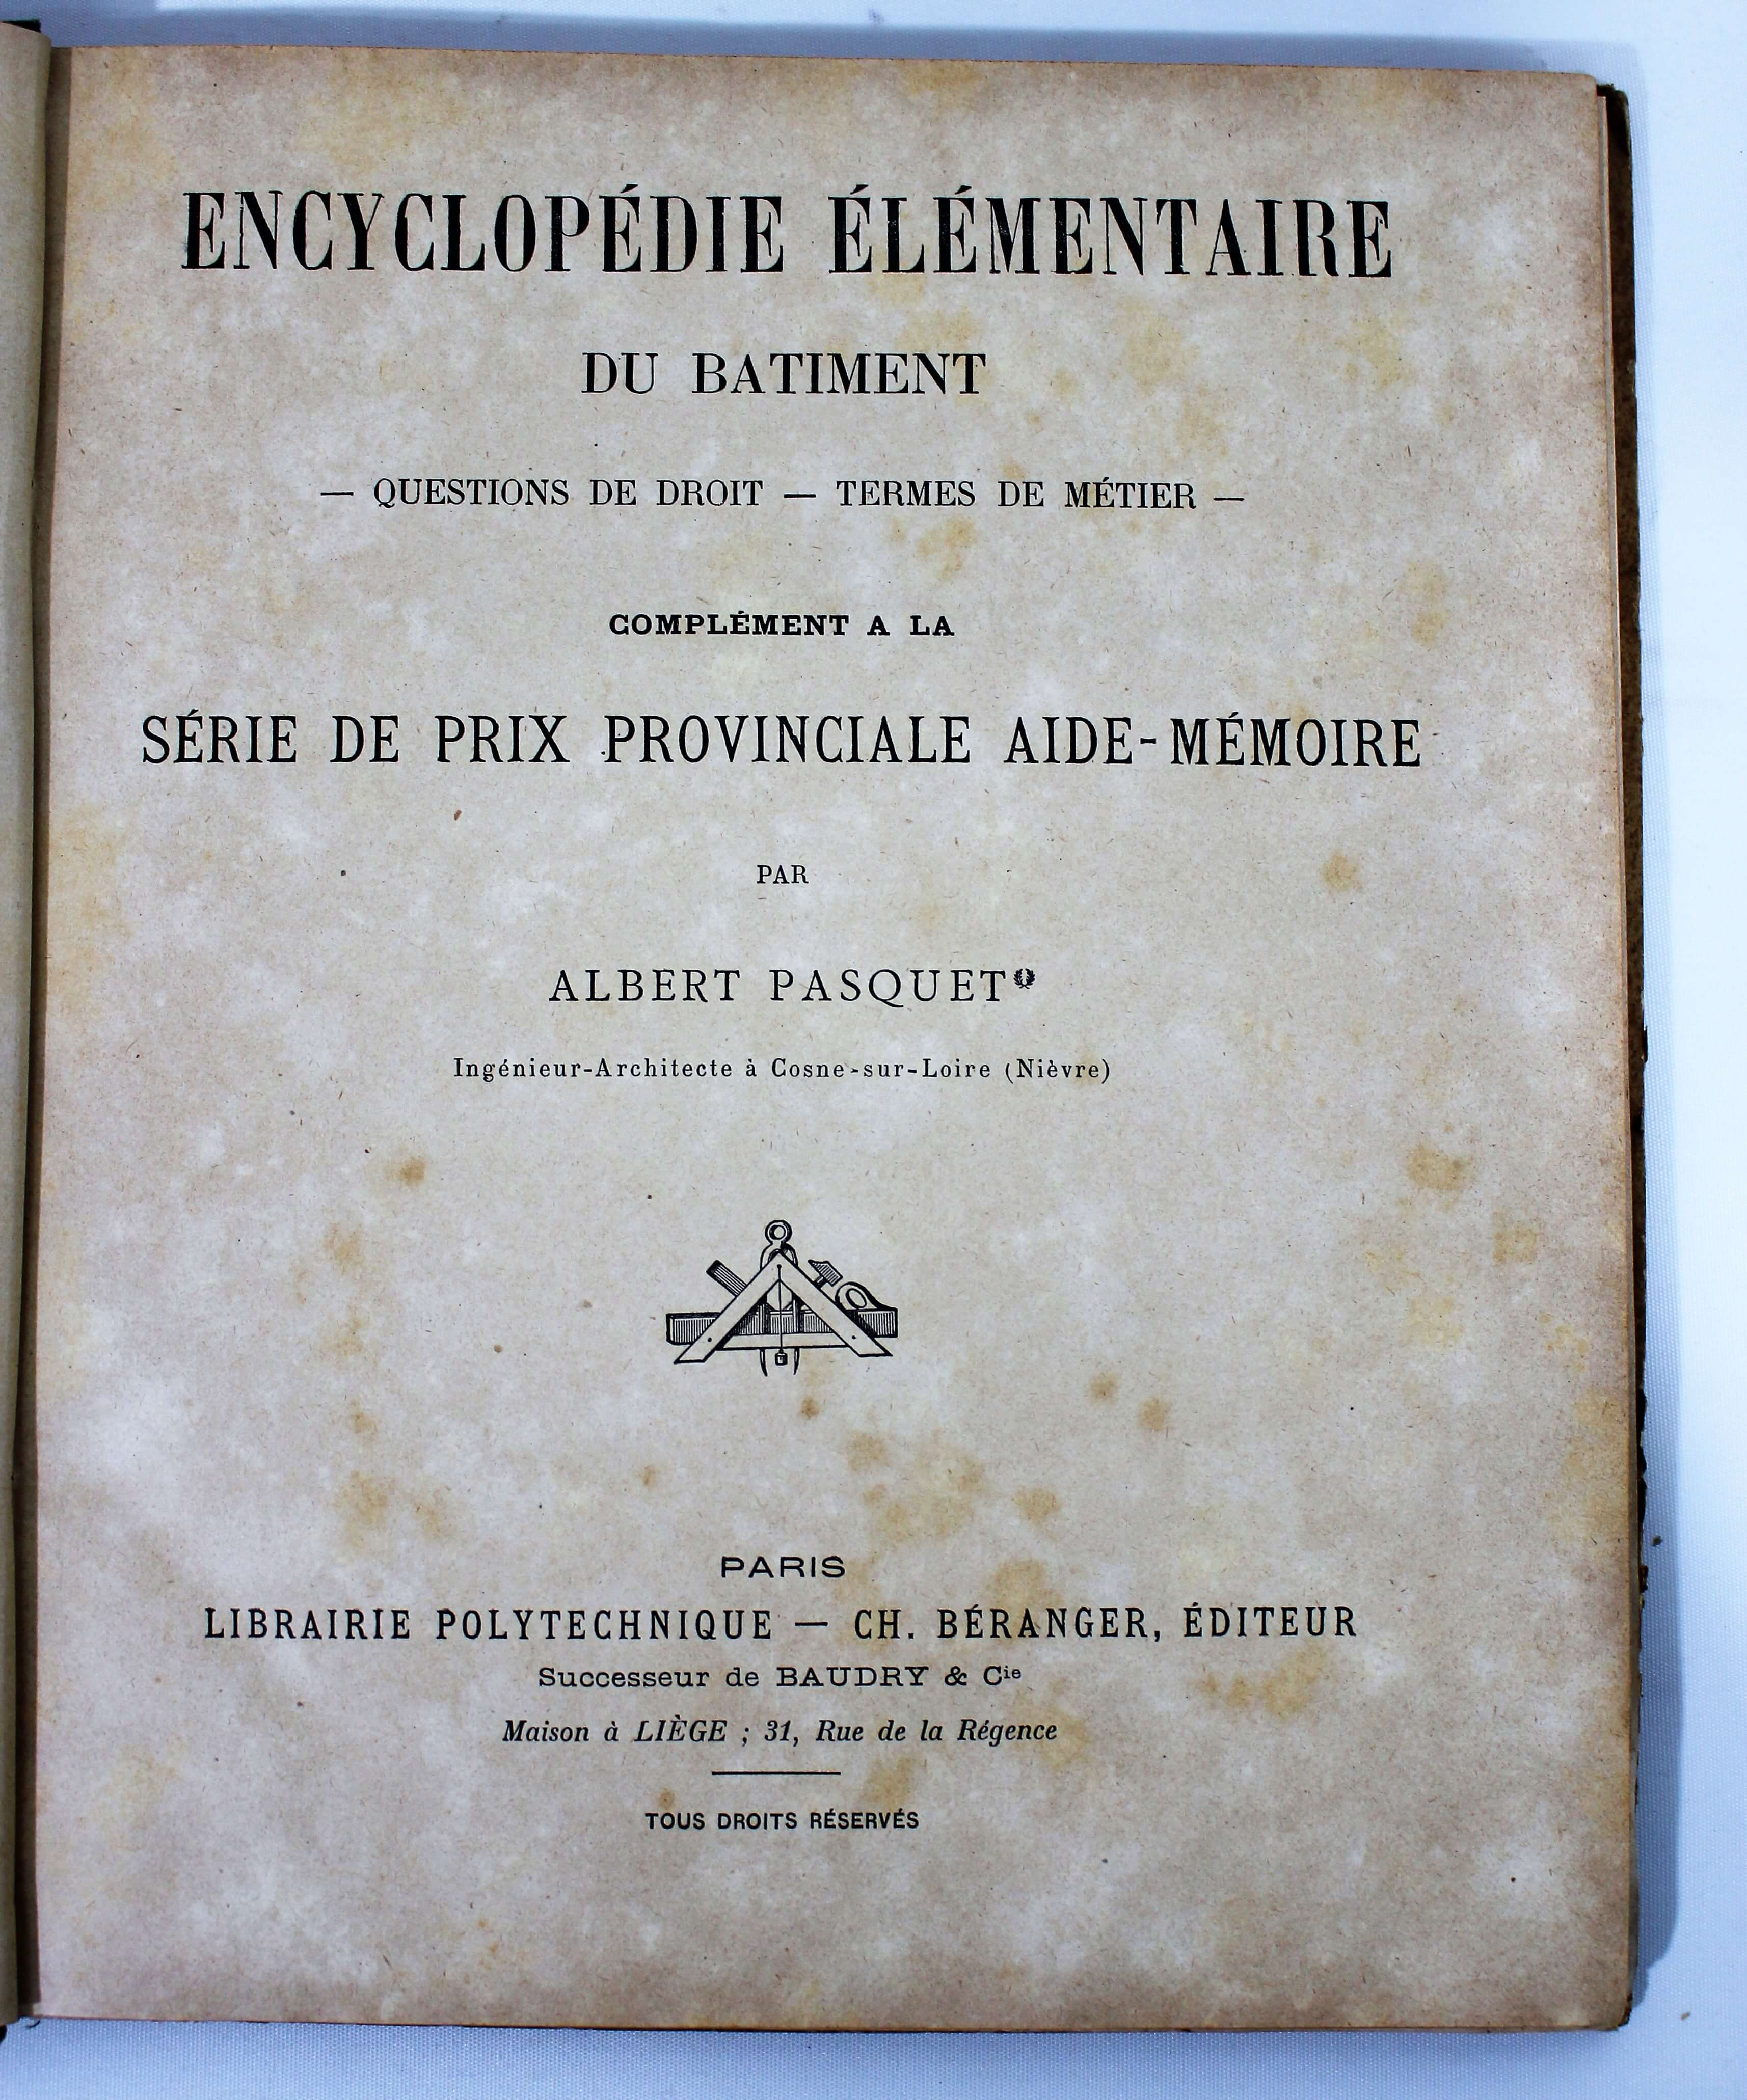 ENCYCLOPÉDIE ÉLÉMENTAIRE
DU BATIMENT
— QUESTIONS DE DROIT — TERMES DE MÉTIER —
COMPLÉMENT A LA
SÉRIE DE PRIX PROVINCIALE AIDE-MÉMOIRE
PAR
ALBERT PASQUET
Ingénieur-Architecte à Cosne-sur-Loire (Nièvre)
PARIS
LIBRAIRIE POLYTECHNIQUE — CH. BÉRANGER, ÉDITEUR
Successeur de BAUDRY & Cie
Maison à LIÈGE ; 31, Rue de la Régence
TOUS DROITS RÉSERVÉS